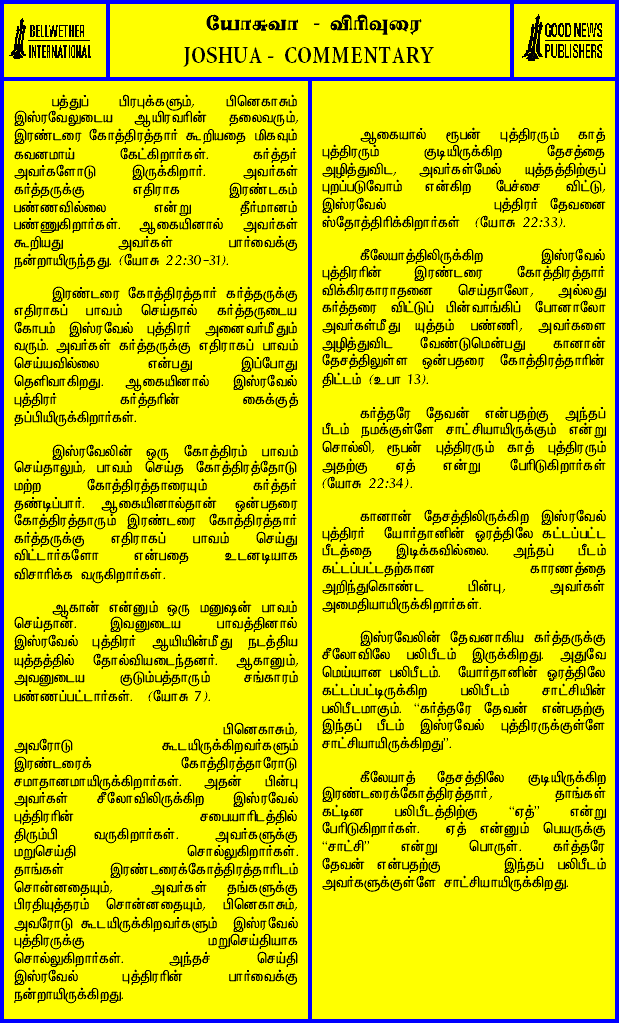 BELLWETHER
INTERNATIONAL
யோசுவா - விரிவுரை
JOSHUA - COMMENTARY
GOOD NEWS
PUBLISHERS
பத்துப் பிரபுக்களும், பினெகாசும்
இஸ்ரவேலுடைய ஆயிரவரின் தலைவரும்,
இரண்டரை கோத்திரத்தார் கூறியதை மிகவும்
கவனமாய் கேட்கிறார்கள். கர்த்தர்
அவர்களோடு இருக்கிறார். அவர்கள்
கர்த்தருக்கு எதிராக இரண்டகம்
பண்ணவில்லை என்று தீர்மானம்
பண்ணுகிறார்கள். ஆகையினால் அவர்கள்
கூறியது அவர்கள் பார்வைக்கு
நன்றாயிருந்தது. (யோசு 22:30-31).
இரண்டரை கோத்திரத்தார் கர்த்தருக்கு
எதிராகப் பாவம் செய்தால் கர்த்தருடைய
கோபம் இஸ்ரவேல் புத்திரர் அனைவர்மீதும்
வரும். அவர்கள் கர்த்தருக்கு எதிராகப் பாவம்
செய்யவில்லை என்பது இப்போது
தெளிவாகிறது. ஆகையினால் இஸ்ரவேல்
புத்திரர் கர்த்தரின் கைக்குத்
தப்பியிருக்கிறார்கள்.
இஸ்ரவேலின் ஒரு கோத்திரம் பாவம்
செய்தாலும், பாவம் செய்த கோத்திரத்தோடு
மற்ற கோத்திரத்தாரையும் கர்த்தர்
தண்டிப்பார். ஆகையினால்தான் ஒன்பதரை
கோத்திரத்தாரும் இரண்டரை கோத்திரத்தார்
கர்த்தருக்கு எதிராகப் பாவம் செய்து
விட்டார்களோ என்பதை உடனடியாக
விசாரிக்க வருகிறார்கள்.
ஆகான் என்னும் ஒரு மனுஷன் பாவம்
செய்தான். இவனுடைய பாவத்தினால்
இஸ்ரவேல் புத்திரர் ஆயியின்மீது நடத்திய
யுத்தத்தில் தோல்வியடைந்தனர். ஆகானும்,
அவனுடைய குடும்பத்தாரும் சங்காரம்
பண்ணப்பட்டார்கள். (யோசு 7).
பினெகாசும்,
அவரோடு கூடயிருக்கிறவர்களும்
இரண்டரைக் கோத்திரத்தாரோடு
சமாதானமாயிருக்கிறார்கள். அதன் பின்பு
அவர்கள் சீலோவிலிருக்கிற இஸ்ரவேல்
புத்திரரின் சபையாரிடத்தில்
திரும்பி வருகிறார்கள். அவர்களுக்கு
மறுசெய்தி சொல்லுகிறார்கள்.
தாங்கள் இரண்டரைக்கோத்திரத்தாரிடம்
சொன்னதையும், அவர்கள் தங்களுக்கு
பிரதியுத்தரம் சொன்னதையும், பினெகாசும்,
அவரோடு கூடயிருக்கிறவர்களும் இஸ்ரவேல்
புத்திரருக்கு மறுசெய்தியாக
சொல்லுகிறார்கள். அந்தச் செய்தி
இஸ்ரவேல் புத்திரரின் பார்வைக்கு
நன்றாயிருக்கிறது.
ஆகையால் ரூபன் புத்திரரும் காத்
புத்திரரும் குடியிருக்கிற தேசத்தை
அழித்துவிட, அவர்கள்மேல் யுத்தத்திற்குப்
புறப்படுவோம் என்கிற பேச்சை விட்டு,
இஸ்ரவேல் புத்திரர் தேவனை
ஸ்தோத்திரிக்கிறார்கள் (யோசு 22:33).
கீலேயாத்திலிருக்கிற இஸ்ரவேல்
புத்திரரின் இரண்டரை கோத்திரத்தார்
விக்கிரகாராதனை செய்தாலோ, அல்லது
கர்த்தரை விட்டுப் பின்வாங்கிப் போனாலோ
அவர்கள்மீது யுத்தம் பண்ணி, அவர்களை
அழித்துவிட வேண்டுமென்பது கானான்
தேசத்திலுள்ள ஒன்பதரை கோத்திரத்தாரின்
திட்டம் (உபா 13).
கர்த்தரே தேவன் என்பதற்கு அந்தப்
பீடம் நமக்குள்ளே சாட்சியாயிருக்கும் என்று
சொல்லி, ரூபன் புத்திரரும் காத் புத்திரரும்
அதற்கு ஏத் என்று பேரிடுகிறார்கள்
(யோசு 22:34).
கானான் தேசத்திலிருக்கிற இஸ்ரவேல்
புத்திரர் யோர்தானின் ஓரத்திலே கட்டப்பட்ட
பீடத்தை இடிக்கவில்லை. அந்தப் பீடம்
கட்டப்பட்டதற்கான காரணத்தை
அறிந்துகொண்ட பின்பு, அவர்கள்
அமைதியாயிருக்கிறார்கள்.
இஸ்ரவேலின் தேவனாகிய கர்த்தருக்கு
சீலோவிலே பலிபீடம் இருக்கிறது. அதுவே
மெய்யான பலிபீடம். யோர்தானின் ஓரத்திலே
கட்டப்பட்டிருக்கிற பலிபீடம் சாட்சியின்
பலிபீடமாகும். “கர்த்தரே தேவன் என்பதற்கு
இந்தப் பீடம் இஸ்ரவேல் புத்திரருக்குள்ளே
சாட்சியாயிருக்கிறது”.
கீலேயாத் தேசத்திலே குடியிருக்கிற
இரண்டரைக்கோத்திரத்தார், தாங்கள்
கட்டின பலிபீடத்திற்கு “ஏத்” என்று
பேரிடுகிறார்கள். ஏத் என்னும் பெயருக்கு
“சாட்சி” என்று பொருள். கர்த்தரே
தேவன் என்பதற்கு இந்தப் பலிபீடம்
அவர்களுக்குள்ளே சாட்சியாயிருக்கிறது.